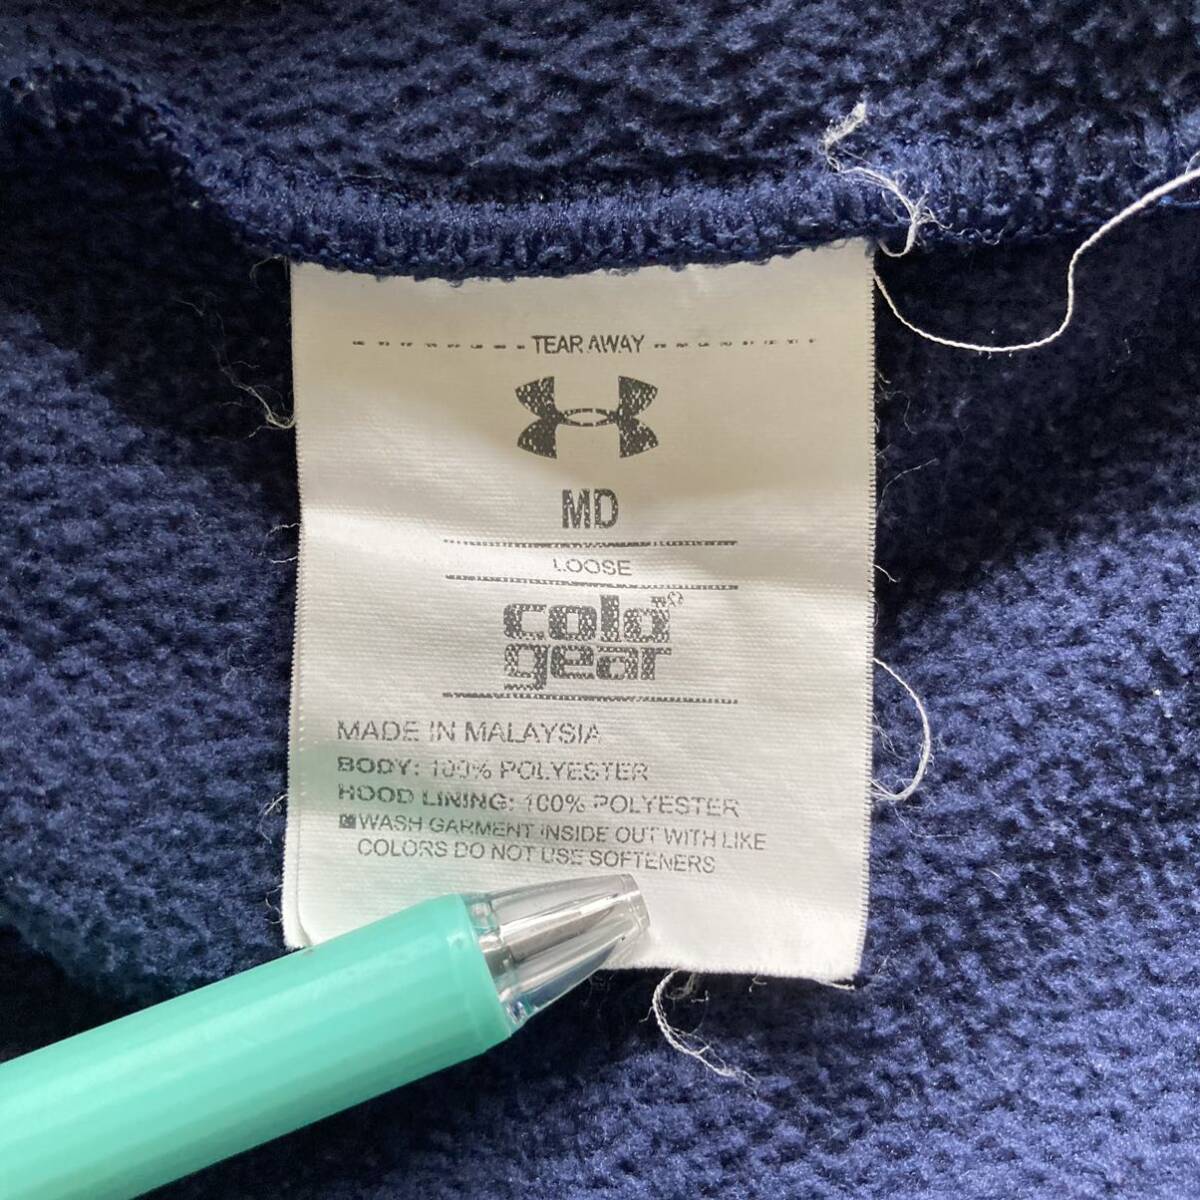 TEAR AWAY
MD
LOOSE
cold
gear
MADE IN MALAYSIA
BODY: 100% POLYESTER
HOOD LINING: 100% POLYESTER
WASH GARMENT INSIDE OUT WITH LIKE
COLORS DO NOT USE SOFTENERS